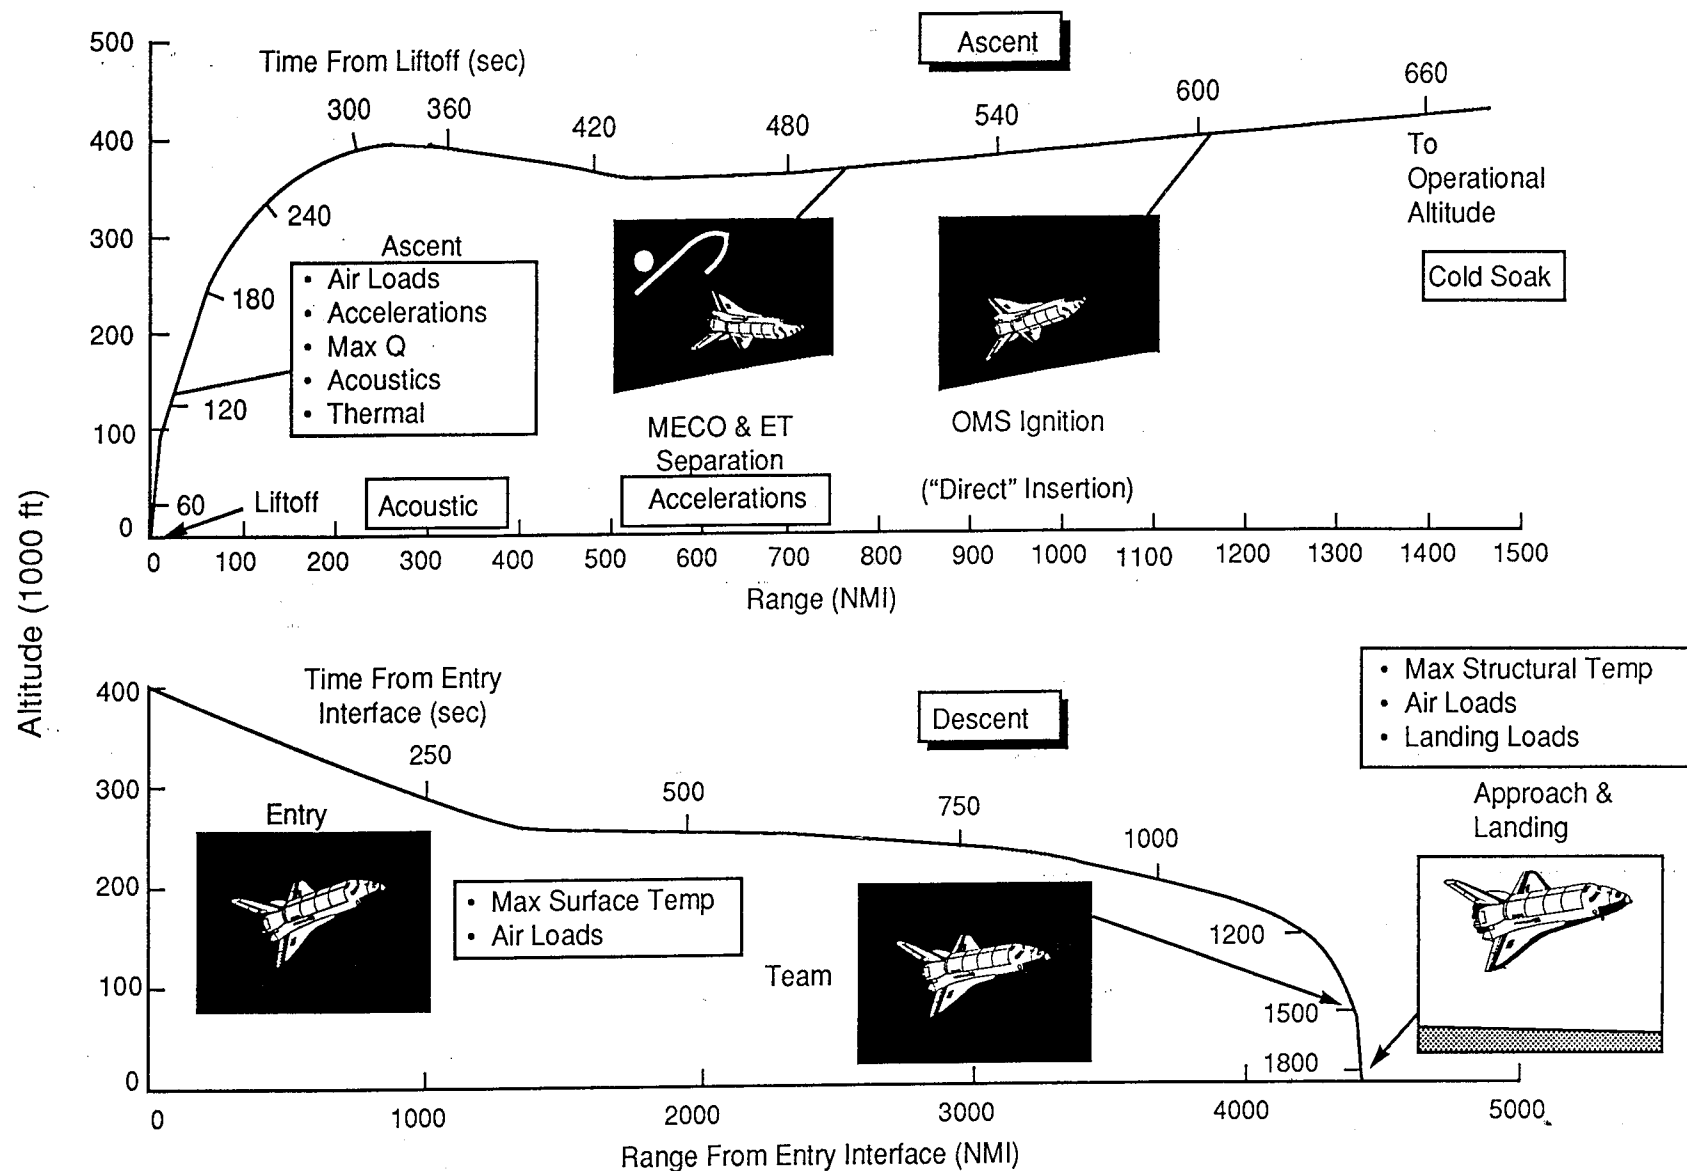 Ascent
Time From Liftoff (sec)
500
400
300
200
100
0
60
120
180
240
300
360
420
480
540
600
660
To
Operational
Altitude
Cold Soak
Ascent
• Air Loads
• Accelerations
• Max Q
• Acoustics
• Thermal
Liftoff
Acoustic
MECO & ET
Separation
Accelerations
OMS Ignition
("Direct" Insertion)
0 100 200 300 400 500 600 700 800 900 1000 1100 1200 1300 1400 1500
Range (NMI)
Altitude (1000 ft)
Descent
Time From Entry
Interface (sec)
400
300
200
100
0
250
500
750
1000
1200
1500
1800
Entry
• Max Surface Temp
• Air Loads
Team
• Max Structural Temp
• Air Loads
• Landing Loads
Approach &
Landing
0 1000 2000 3000 4000 5000
Range From Entry Interface (NMI)